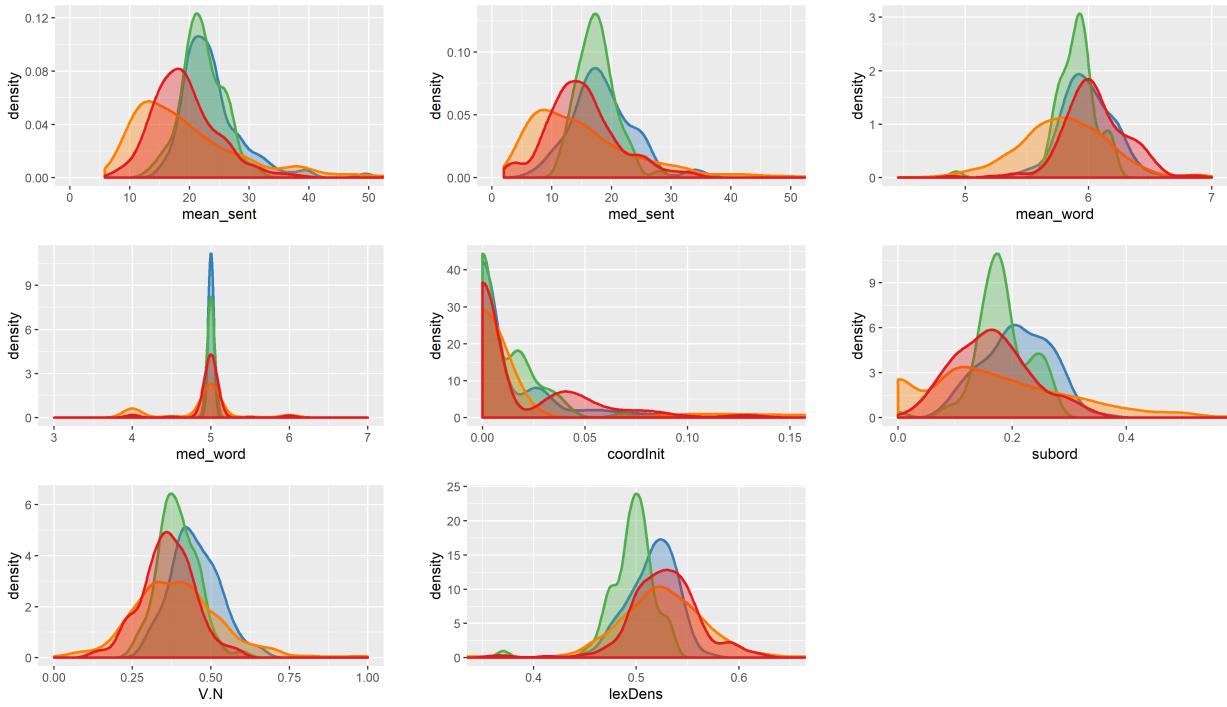 0.12
0.08
0.04
0.00
density
0 10 20 30 40 50
mean_sent
0.10
0.05
0.00
density
0 10 20 30 40 50
med_sent
3
2
1
0
density
5 6 7
mean_word
9
6
3
0
density
3 4 5 6 7
med_word
40
30
20
10
0
density
0.00 0.05 0.10 0.15
coordInit
9
6
3
0
density
0.0 0.2 0.4
subord
6
4
2
0
density
0.00 0.25 0.50 0.75 1.00
V.N
25
20
15
10
5
0
density
0.4 0.5 0.6
lexDens